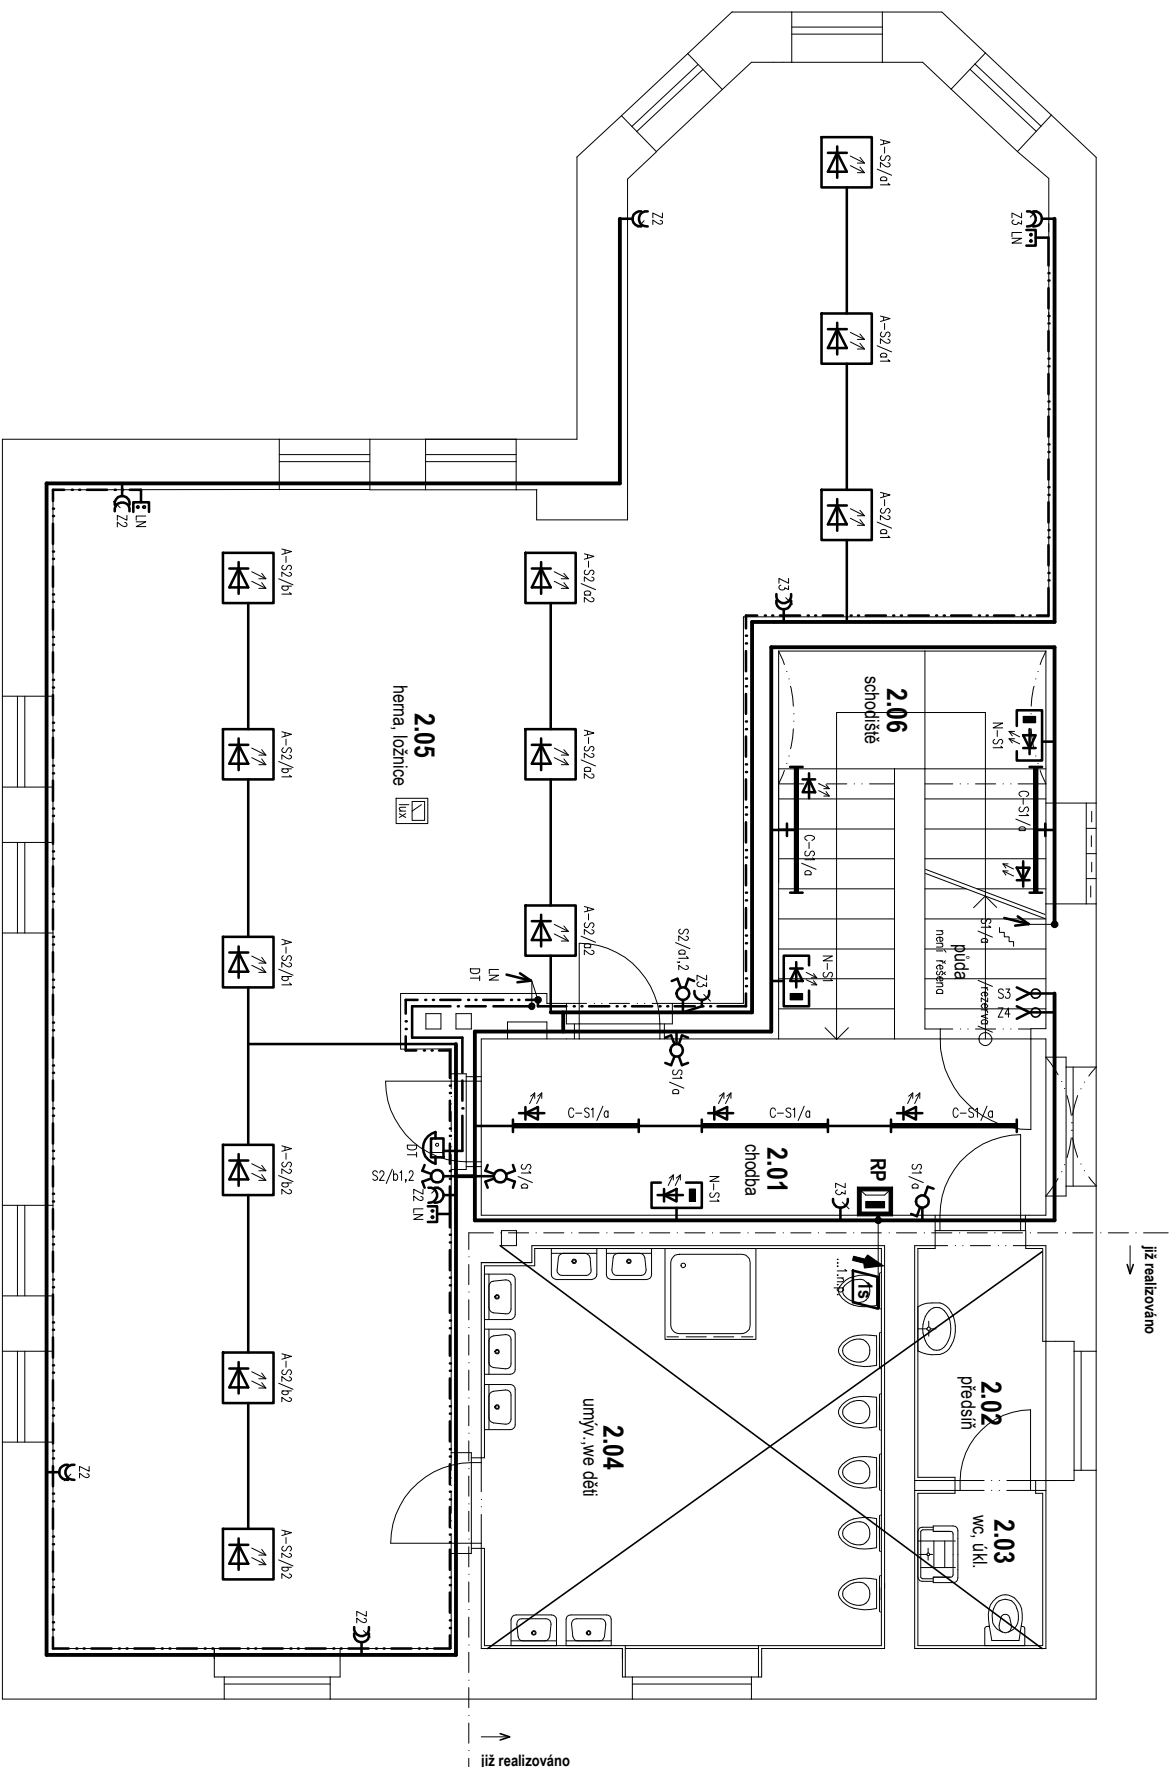 A-S2/a1
Z2
Z3 LN
A-S2/a1
A-S2/a1
LN
Z2
A-S2/b1
A-S2/a2
Z3
2.05
herna, ložnice
lux
A-S2/b1
A-S2/a2
2.06
schodiště
N-S1
C-S1/a
C-S1/a
A-S2/b1
A-S2/a2
S2/a1,2
Z3
LN
DT
N-S1
S1/a
půda
není řešena
/rezerva/
S3
Z4
S1/a
C-S1/a
C-S1/a
C-S1/a
2.01
chodba
RP
S1/a
Z3
N-S1
S1/a
DT
S2/b1,2
Z2 LN
A-S2/b2
A-S2/b2
A-S2/b2
1s
...1.n.p.
2.02
předsíň
2.03
wc, úkl.
2.04
umýv.,wc děti
Z2
Z2
již realizováno
již realizováno